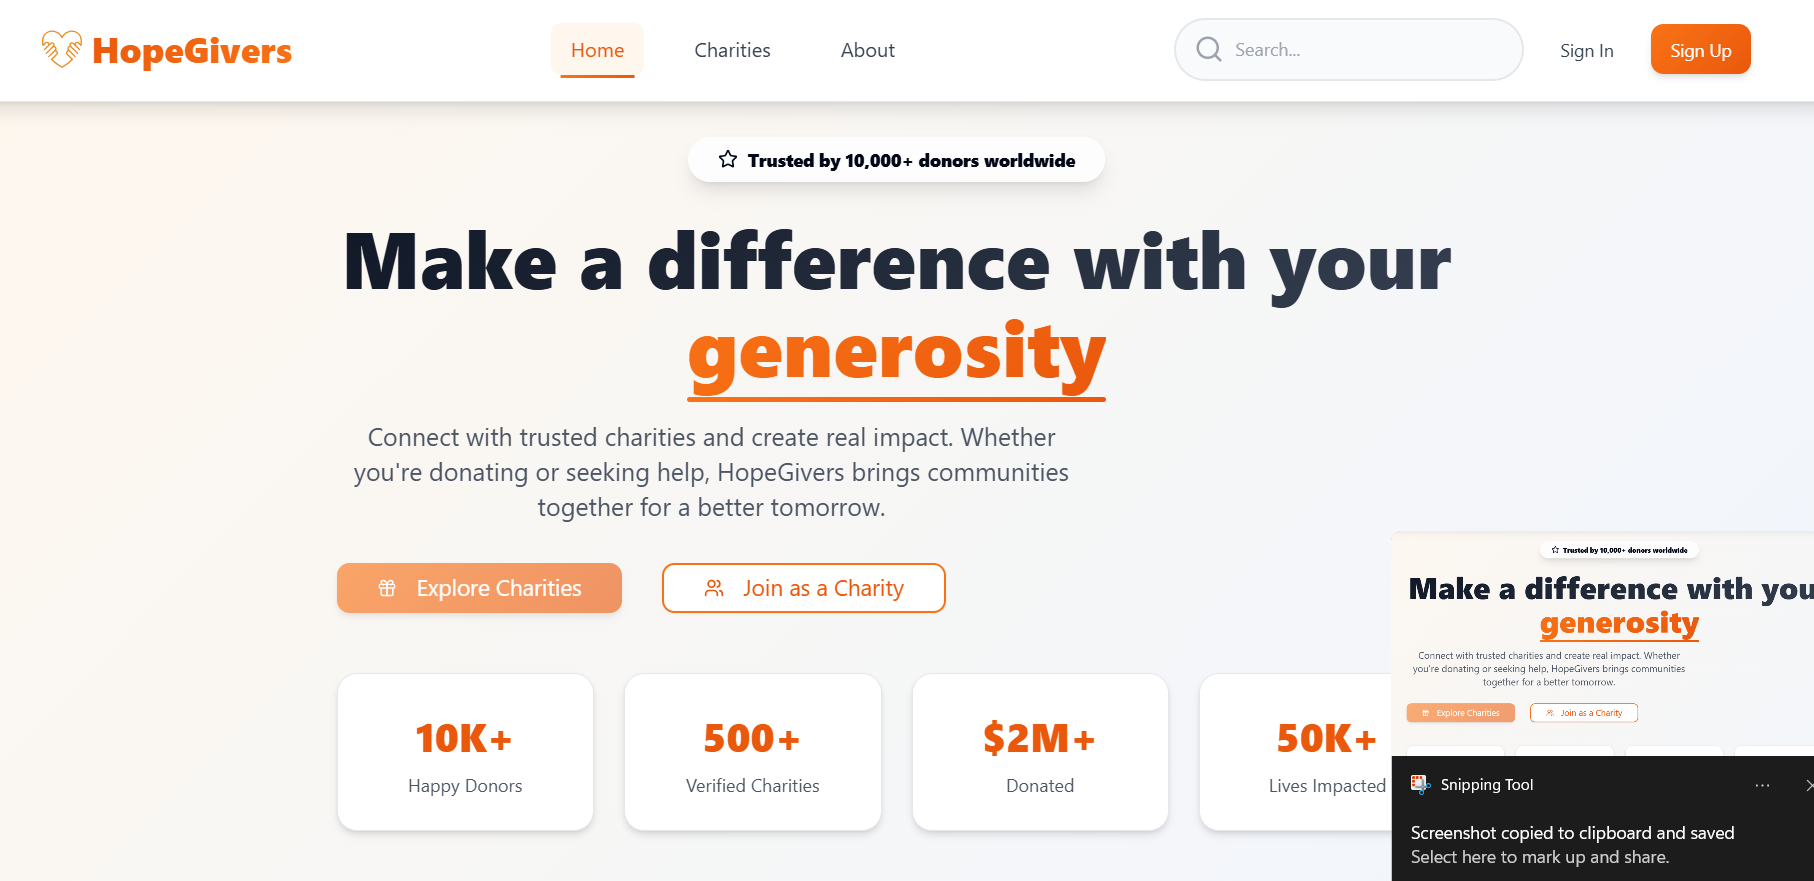 HopeGivers
Home
Charities
About
Search...
Sign In
Sign Up
Trusted by 10,000+ donors worldwide
Make a difference with your
generosity
Connect with trusted charities and create real impact. Whether
you're donating or seeking help, HopeGivers brings communities
together for a better tomorrow.
Explore Charities
Join as a Charity
10K+
Happy Donors
500+
Verified Charities
$2M+
Donated
50K+
Lives Impacted
Trusted by 10,000+ donors worldwide
Make a difference with you
generosity
Connect with trusted charities and create real impact. Whether
you're donating or seeking help, HopeGivers brings communities
together for a better tomorrow.
Explore Charities
Join as a Charity
Snipping Tool
Screenshot copied to clipboard and saved
Select here to mark up and share.